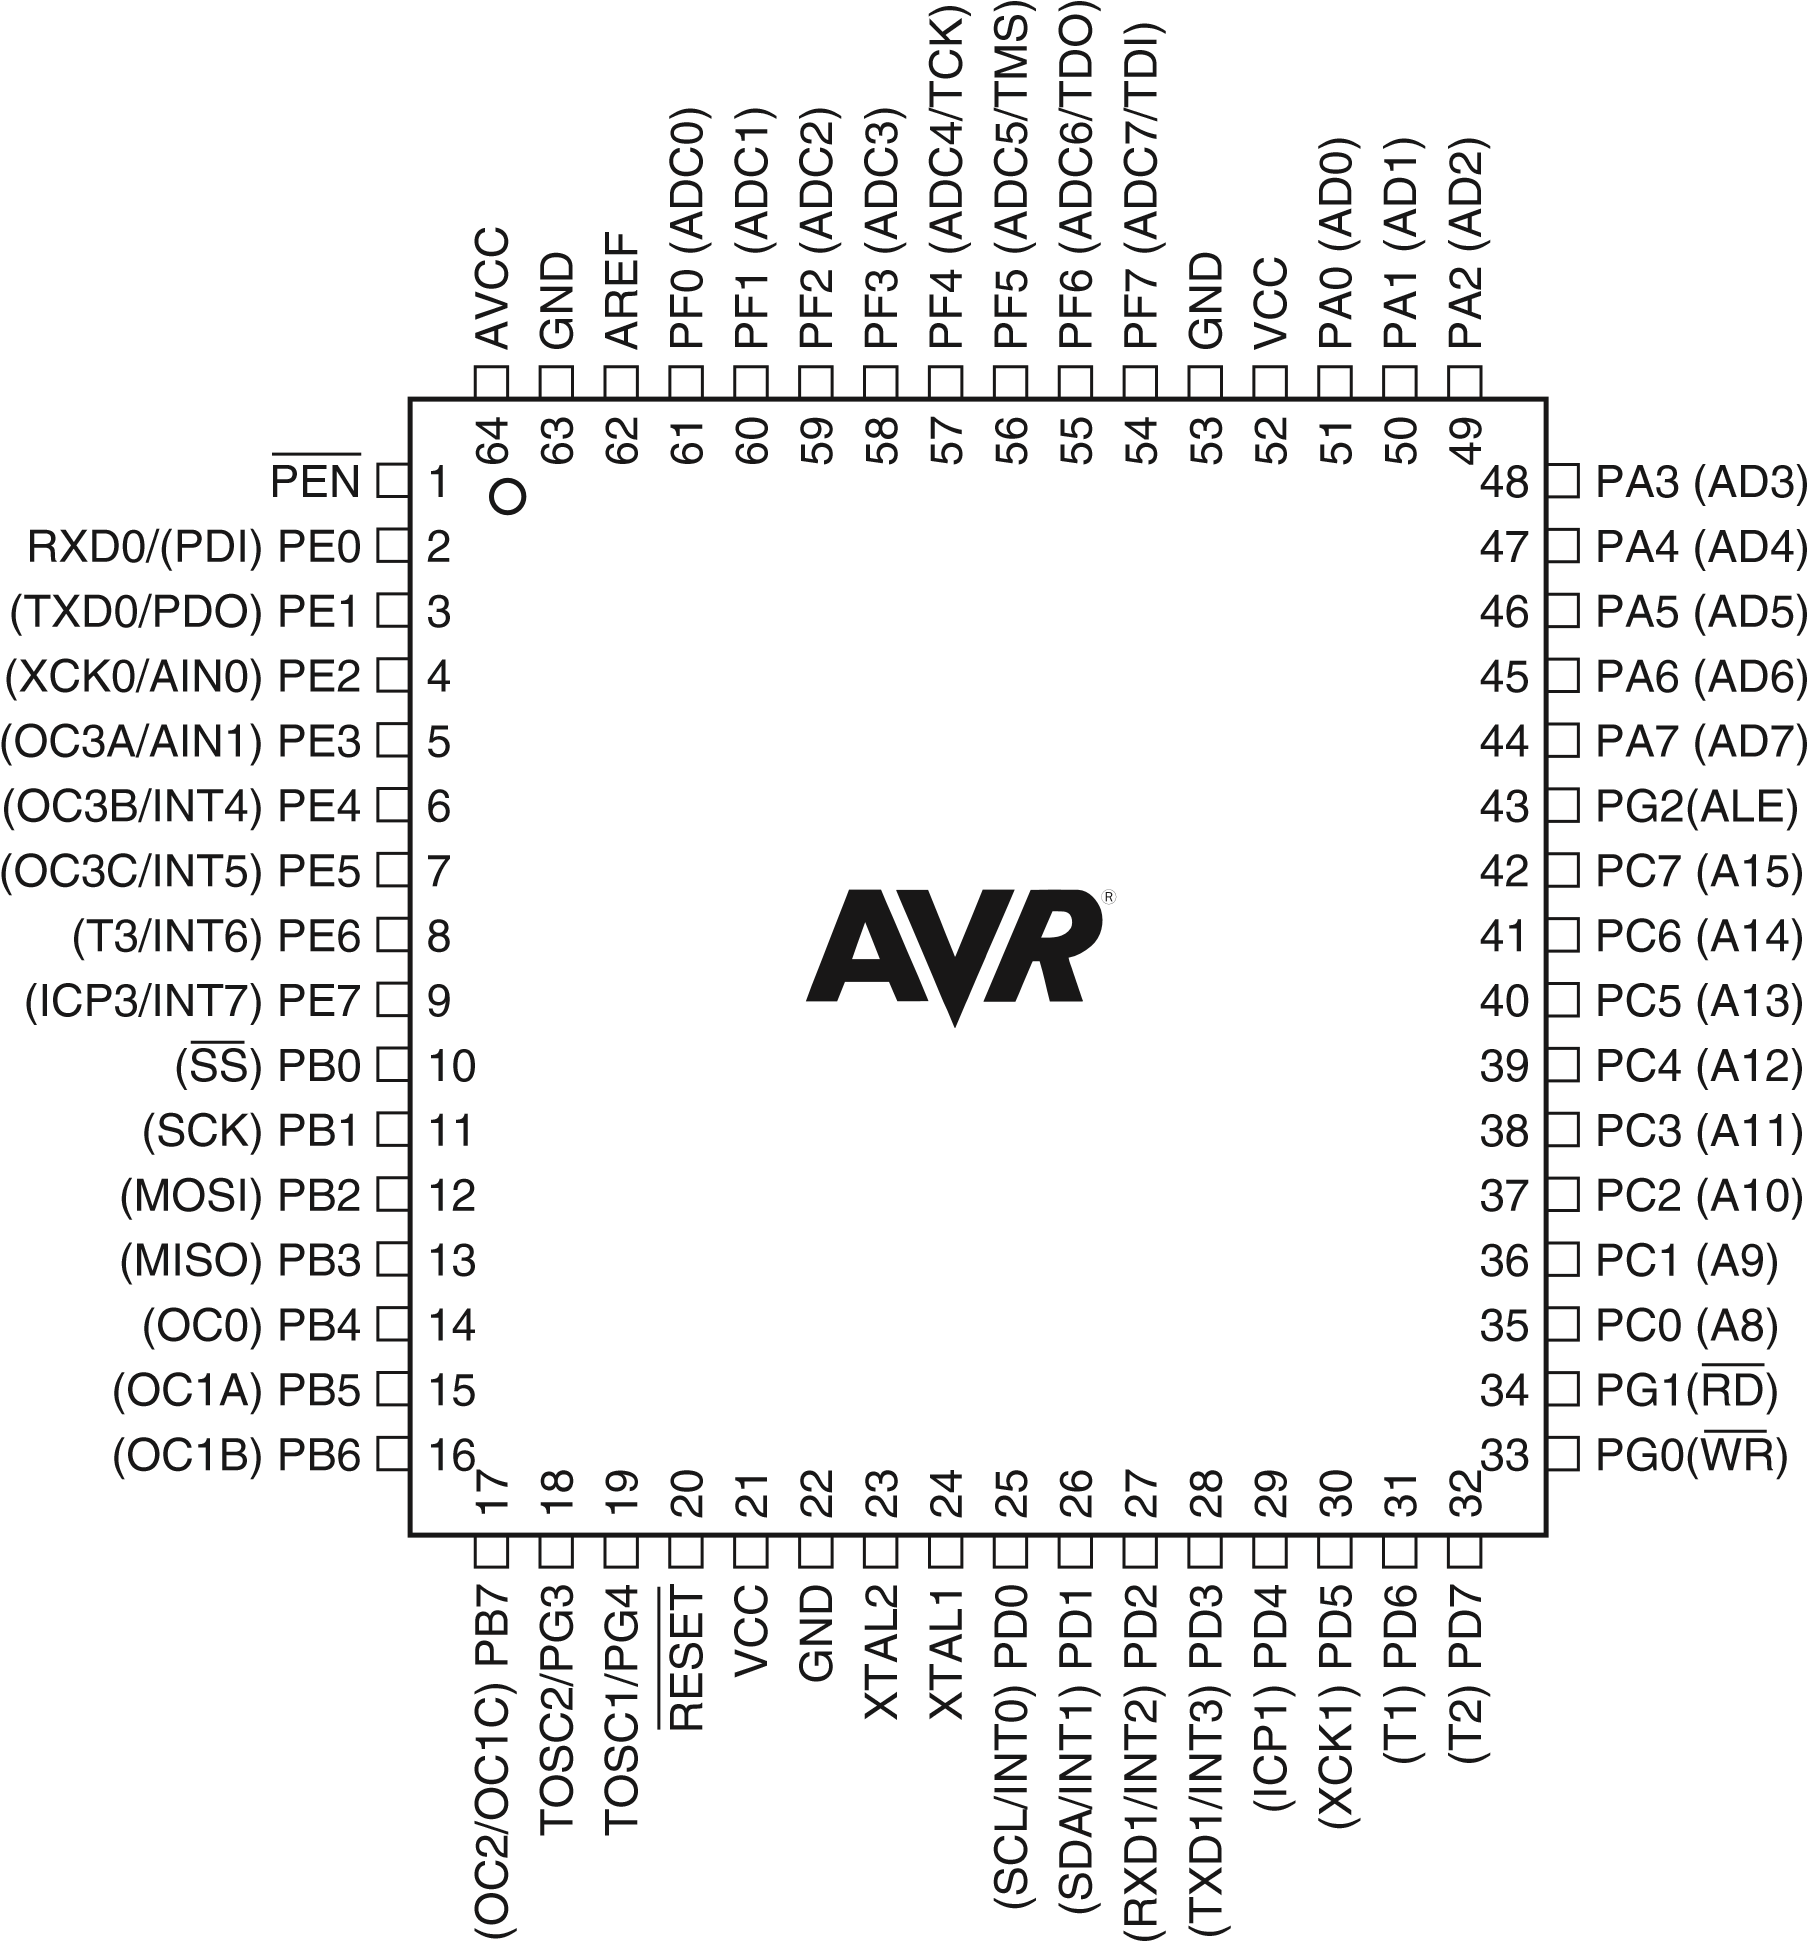 AVCC
GND
AREF
PF0 (ADC0)
PF1 (ADC1)
PF2 (ADC2)
PF3 (ADC3)
PF4 (ADC4/TCK)
PF5 (ADC5/TMS)
PF6 (ADC6/TDO)
PF7 (ADC7/TDI)
GND
VCC
PA0 (AD0)
PA1 (AD1)
PA2 (AD2)
64
63
62
61
60
59
58
57
56
55
54
53
52
51
50
49
PEN 1
RXD0/(PDI) PE0 2
(TXD0/PDO) PE1 3
(XCK0/AIN0) PE2 4
(OC3A/AIN1) PE3 5
(OC3B/INT4) PE4 6
(OC3C/INT5) PE5 7
(T3/INT6) PE6 8
(ICP3/INT7) PE7 9
(SS) PB0 10
(SCK) PB1 11
(MOSI) PB2 12
(MISO) PB3 13
(OC0) PB4 14
(OC1A) PB5 15
(OC1B) PB6 16
AVR®
48 PA3 (AD3)
47 PA4 (AD4)
46 PA5 (AD5)
45 PA6 (AD6)
44 PA7 (AD7)
43 PG2(ALE)
42 PC7 (A15)
41 PC6 (A14)
40 PC5 (A13)
39 PC4 (A12)
38 PC3 (A11)
37 PC2 (A10)
36 PC1 (A9)
35 PC0 (A8)
34 PG1(RD)
33 PG0(WR)
17
18
19
20
21
22
23
24
25
26
27
28
29
30
31
32
(OC2/OC1C) PB7
TOSC2/PG3
TOSC1/PG4
RESET
VCC
GND
XTAL2
XTAL1
(SCL/INT0) PD0
(SDA/INT1) PD1
(RXD1/INT2) PD2
(TXD1/INT3) PD3
(ICP1) PD4
(XCK1) PD5
(T1) PD6
(T2) PD7